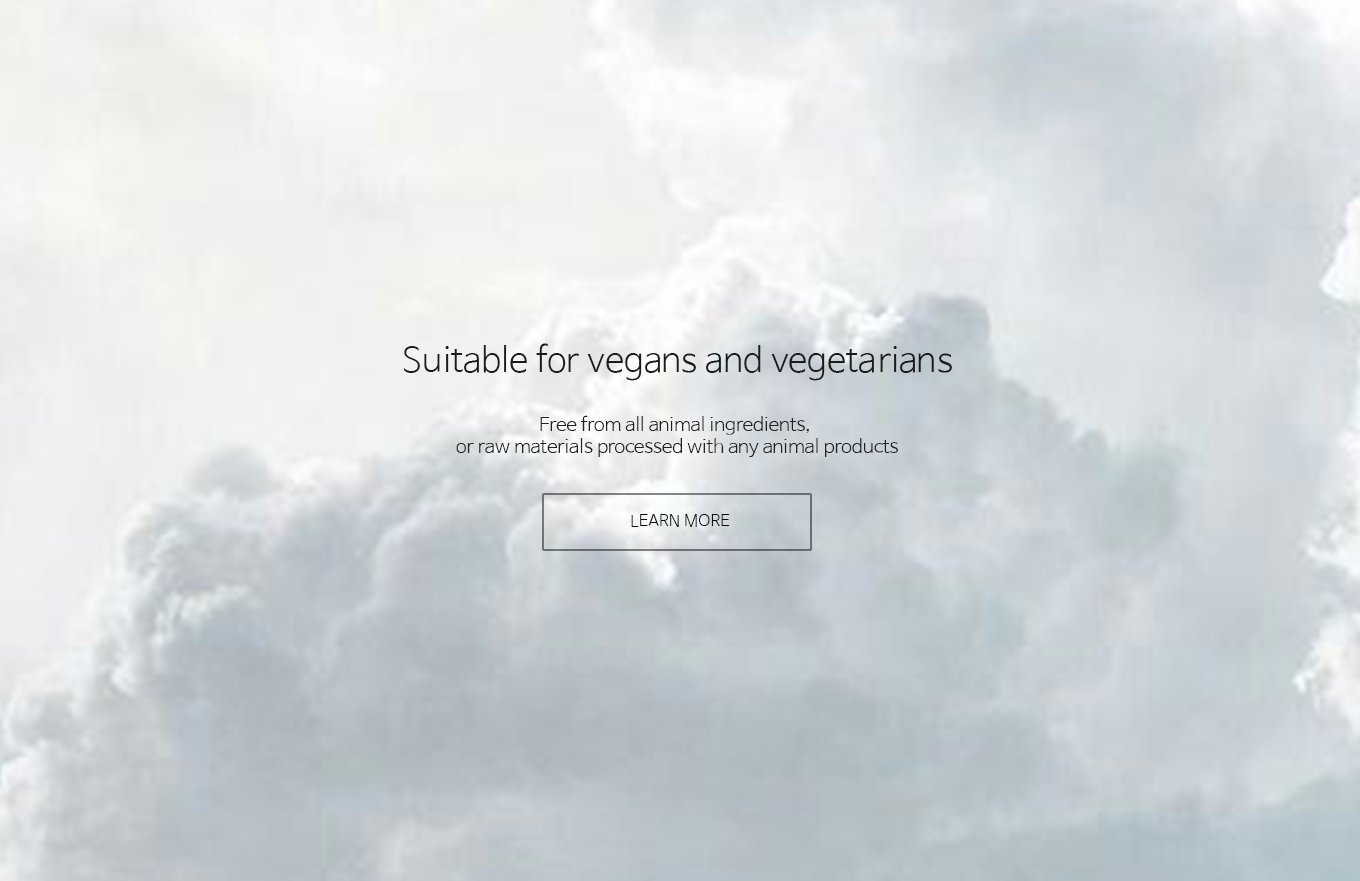 Suitable for vegans and vegetarians
Free from all animal ingredients,
or raw materials processed with any animal products
LEARN MORE